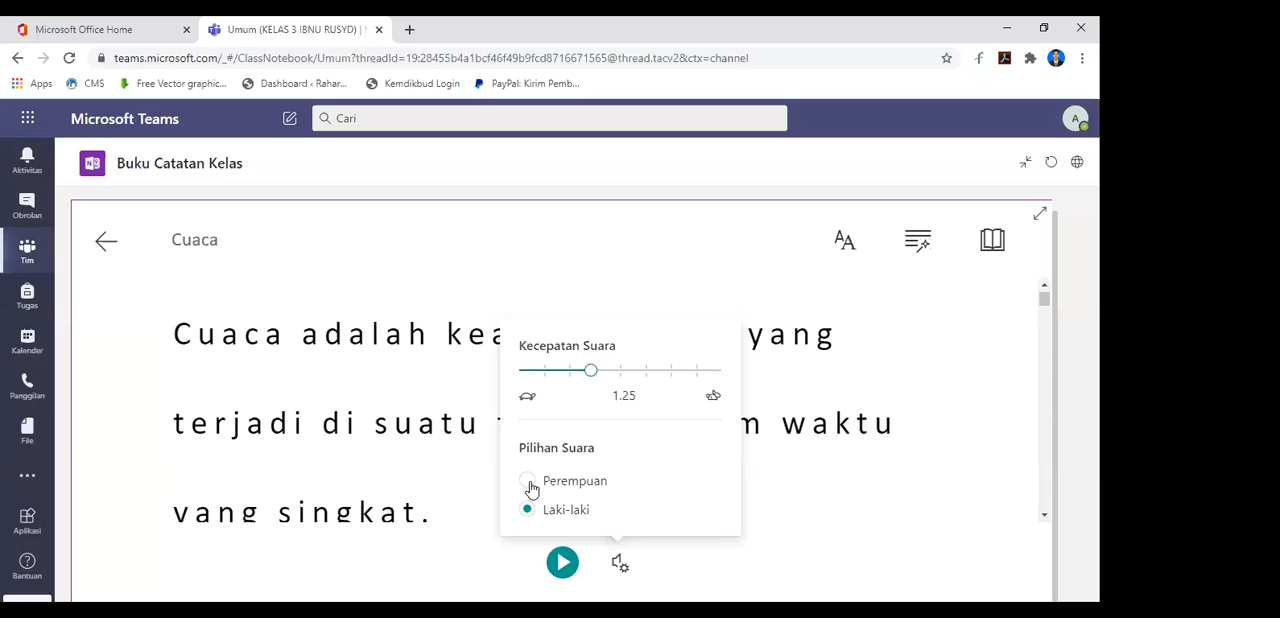 Microsoft Office Home
Umum (KELAS 3 IBNU RUSYD) |
teams.microsoft.com/_#/ClassNotebook/Umum?threadId=19:28455b4a1bcf46f49b9fcd8716671565@thread.tacv2&ctx=channel
Apps CMS Free Vector graphic... Dashboard ‹ Rahar... Kemdikbud Login PayPal: Kirim Pemb...
Microsoft Teams
Cari
A
Aktivitas
Obrolan
Tim
Tugas
Kalender
Panggilan
File
Aplikasi
Bantuan
Buku Catatan Kelas
Cuaca
Cuaca adalah yang
terjadi di suatu waktu
yang singkat.
Kecepatan Suara
1.25
Pilihan Suara
Perempuan
Laki-laki